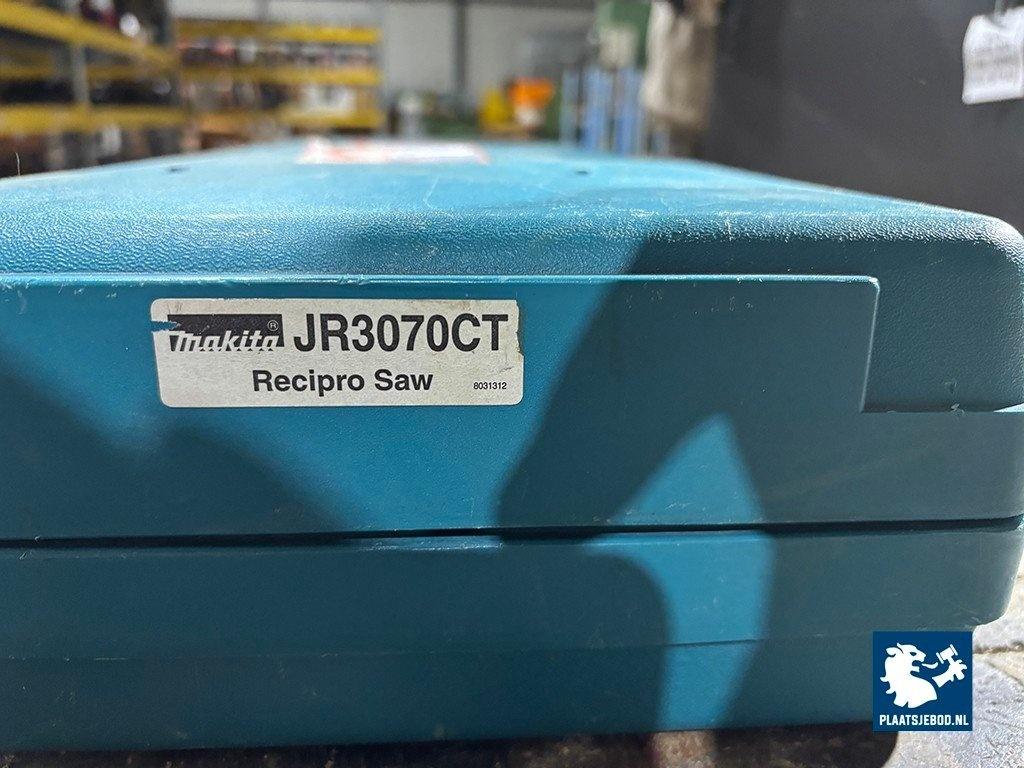 makita® JR3070CT
Recipro Saw 8031312
PLAATSJEBOD.NL